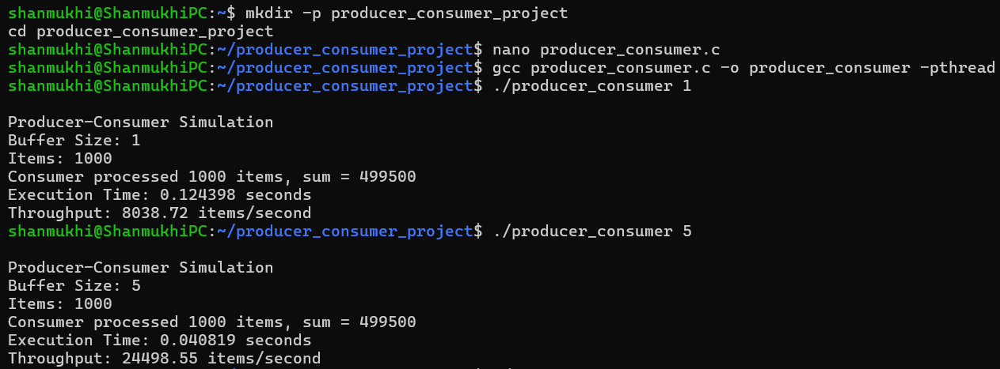 shanmukhi@ShanmukhiPC:~$ mkdir -p producer_consumer_project
cd producer_consumer_project
shanmukhi@ShanmukhiPC:~/producer_consumer_project$ nano producer_consumer.c
shanmukhi@ShanmukhiPC:~/producer_consumer_project$ gcc producer_consumer.c -o producer_consumer -pthread
shanmukhi@ShanmukhiPC:~/producer_consumer_project$ ./producer_consumer 1
Producer-Consumer Simulation
Buffer Size: 1
Items: 1000
Consumer processed 1000 items, sum = 499500
Execution Time: 0.124398 seconds
Throughput: 8038.72 items/second
shanmukhi@ShanmukhiPC:~/producer_consumer_project$ ./producer_consumer 5
Producer-Consumer Simulation
Buffer Size: 5
Items: 1000
Consumer processed 1000 items, sum = 499500
Execution Time: 0.040819 seconds
Throughput: 24498.55 items/second